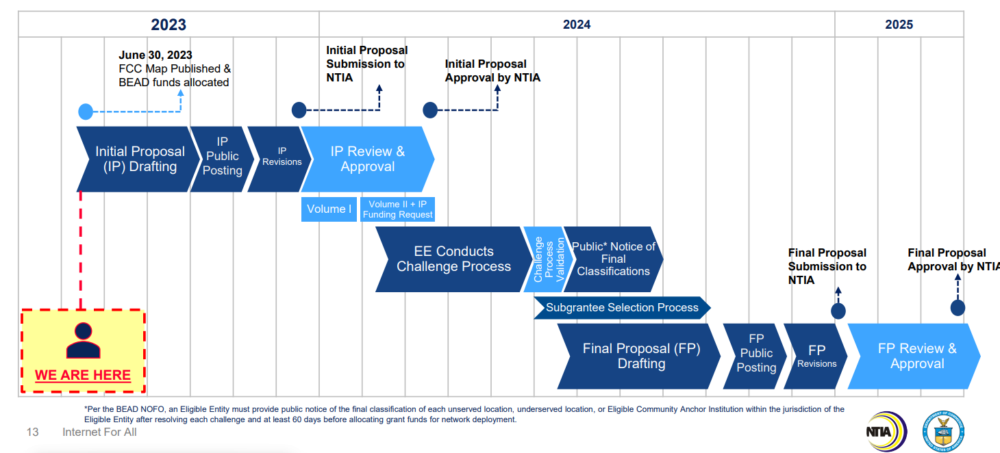 2023
2024
2025
June 30, 2023
FCC Map Published &
BEAD funds allocated
Initial Proposal
Submission to
NTIA
Initial Proposal
Approval by NTIA
Initial Proposal
(IP) Drafting
IP
Public
Posting
IP
Revisions
IP Review &
Approval
Volume I
Volume II + IP
Funding Request
EE Conducts
Challenge Process
Challenge
Process
Validation
Public* Notice of
Final
Classifications
Final Proposal
Submission to
NTIA
Final Proposal
Approval by NTIA
Subgrantee Selection Process
Final Proposal (FP)
Drafting
FP
Public
Posting
FP
Revisions
FP Review &
Approval
WE ARE HERE
*Per the BEAD NOFO, an Eligible Entity must provide public notice of the final classification of each unserved location, underserved location, or Eligible Community Anchor Institution within the jurisdiction of the
Eligible Entity after resolving each challenge and at least 60 days before allocating grant funds for network deployment.
13 Internet For All
NTIA
DEPARTMENT OF COMMERCE
UNITED STATES OF AMERICA